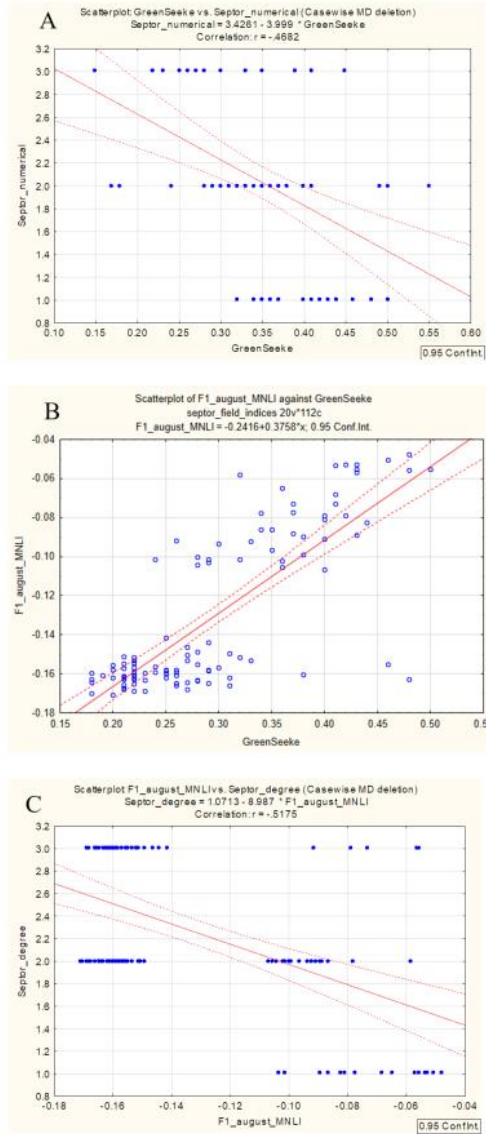 A
Scatterplot: GreenSeeke vs. Septor_numerical (Casewise MD deletion)
Septor_numerical = 3.4261 - 3.999 * GreenSeeke
Correlation: r = -.4682
3.2
3.0
2.8
2.6
2.4
2.2
2.0
1.8
1.6
1.4
1.2
1.0
0.8
Septor_numerical
0.10 0.15 0.20 0.25 0.30 0.35 0.40 0.45 0.50 0.55 0.60
GreenSeeke
0.95 Conf.Int.
B
Scatterplot of F1_august_MNLI against GreenSeeke
septor_field_indices 20v*112c
F1_august_MNLI = -0.2416+0.3758*x; 0.95 Conf.Int.
-0.04
-0.06
-0.08
-0.10
-0.12
-0.14
-0.16
-0.18
F1_august_MNLI
0.15 0.20 0.25 0.30 0.35 0.40 0.45 0.50 0.55
GreenSeeke
C
Scatterplot: F1_august_MNLI vs. Septor_degree (Casewise MD deletion)
Septor_degree = 1.0713 - 8.987 * F1_august_MNLI
Correlation: r = -.5175
3.2
3.0
2.8
2.6
2.4
2.2
2.0
1.8
1.6
1.4
1.2
1.0
0.8
Septor_degree
-0.18 -0.16 -0.14 -0.12 -0.10 -0.08 -0.06 -0.04
F1_august_MNLI
0.95 Conf.Int.